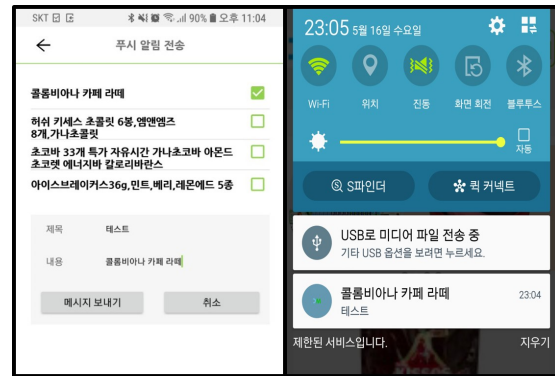 SKT
90% 오후 11:04
푸시 알림 전송
콜롬비아나 카페 라떼
허쉬 키세스 초콜릿 6봉,엠앤엠즈
8개,가나초콜릿
초코바 33개 특가 자유시간 가나초코바 아몬드
초코렛 에너지바 칼로리바란스
아이스브레이커스36g,민트,베리,레몬에드 5종
제목 테스트
내용 콜롬비아나 카페 라떼
메시지 보내기 취소
23:05 5월 16일 수요일
Wi-Fi 위치 진동 화면 회전 블루투스
자동
S파인더 퀵 커넥트
USB로 미디어 파일 전송 중
기타 USB 옵션을 보려면 누르세요.
콜롬비아나 카페 라떼 23:04
테스트
제한된 서비스입니다. 지우기